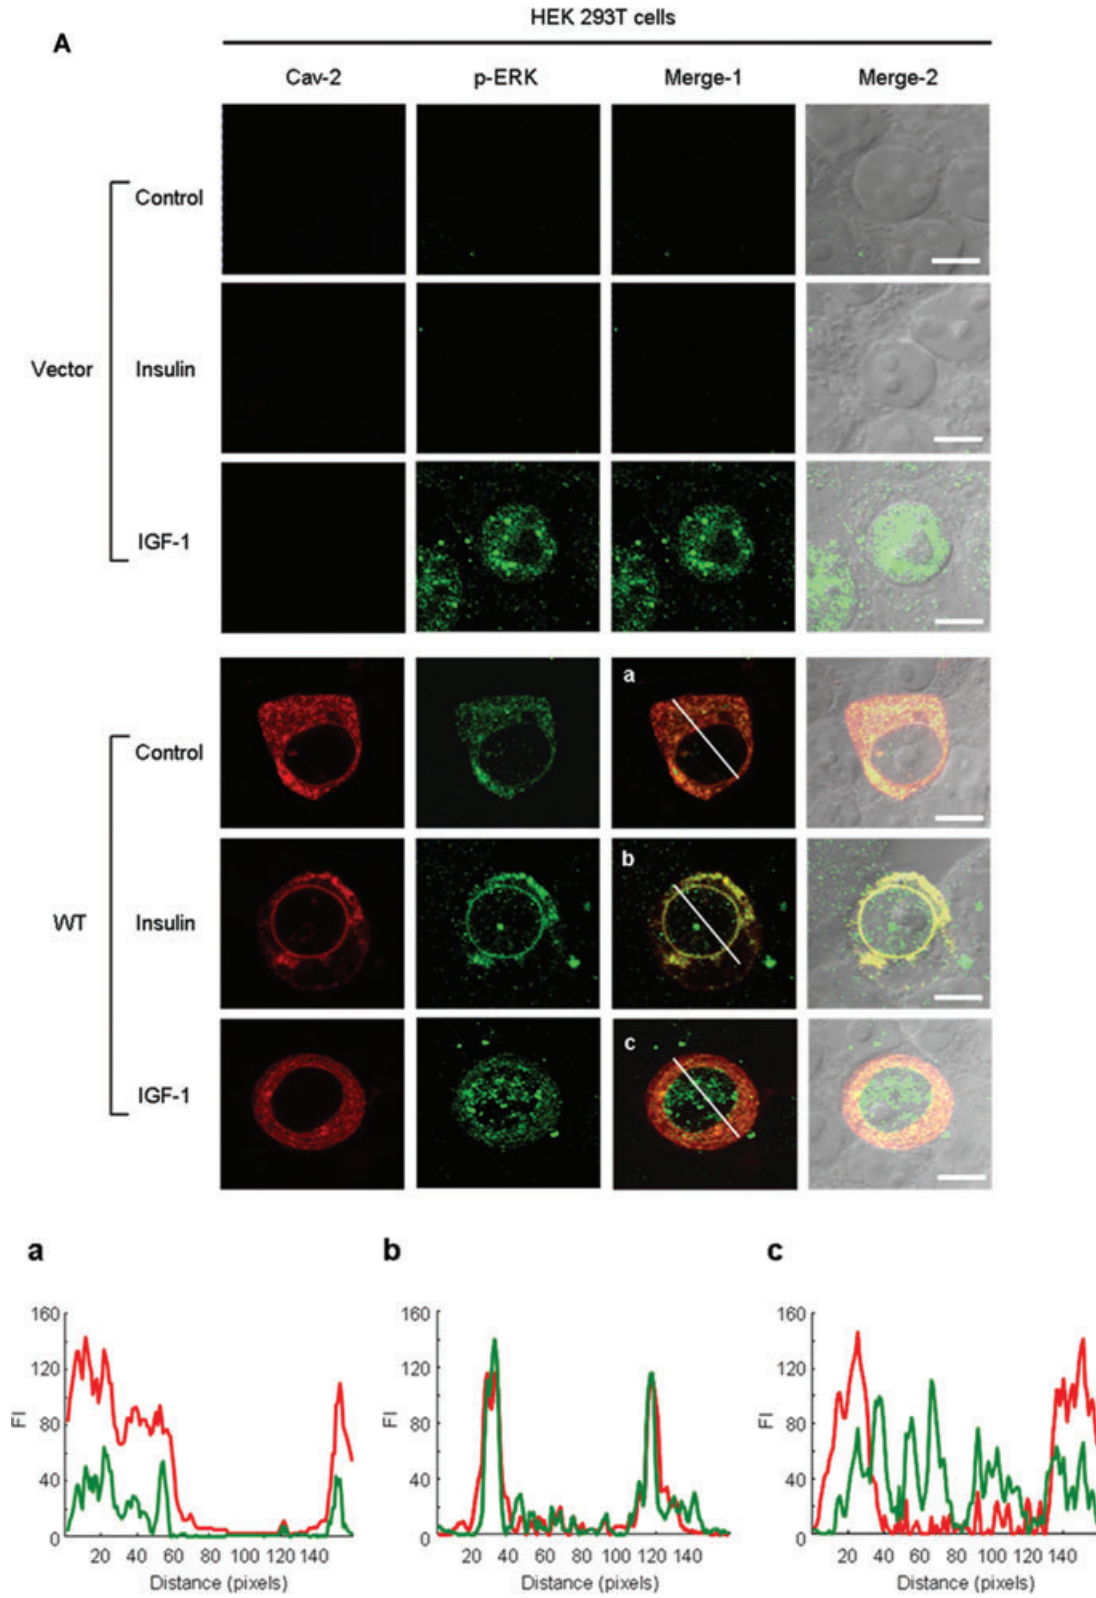 HEK 293T cells
A
Cav-2 p-ERK Merge-1 Merge-2
Control
Vector Insulin
IGF-1
a
Control
b
WT Insulin
c
IGF-1
a b c
160 160 160
120 120 120
80 80 80
FI FI FI
40 40 40
0 0 0
20 40 60 80 100 120 140 20 40 60 80 100 120 140 20 40 60 80 100 120 140
Distance (pixels) Distance (pixels) Distance (pixels)